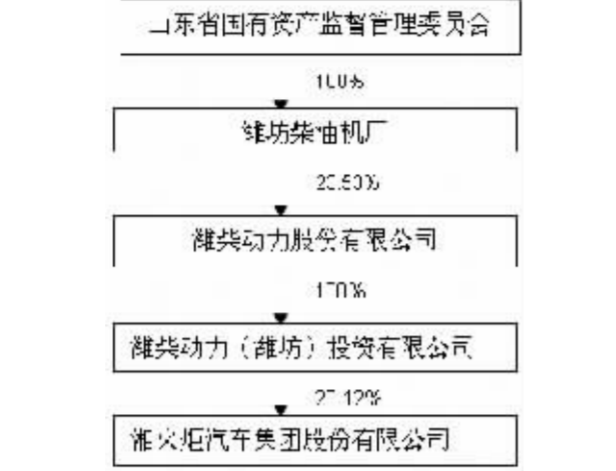 山东省国有资产监督管理委员会
100%
潍坊柴油机厂
潍柴动力股份有限公司
100%
潍柴动力（潍坊）投资有限公司
湘火炬汽车集团股份有限公司